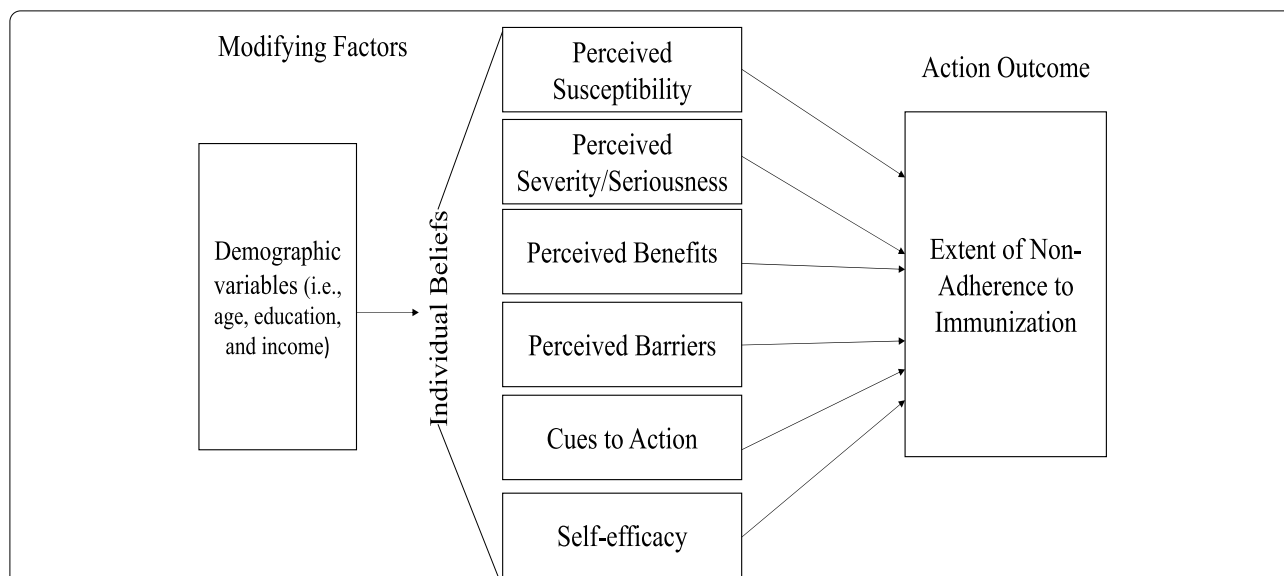 Modifying Factors
Demographic
variables (i.e.,
age, education,
and income)
Individual Beliefs
Perceived
Susceptibility
Perceived
Severity/Seriousness
Perceived Benefits
Perceived Barriers
Cues to Action
Self-efficacy
Action Outcome
Extent of Non-
Adherence to
Immunization